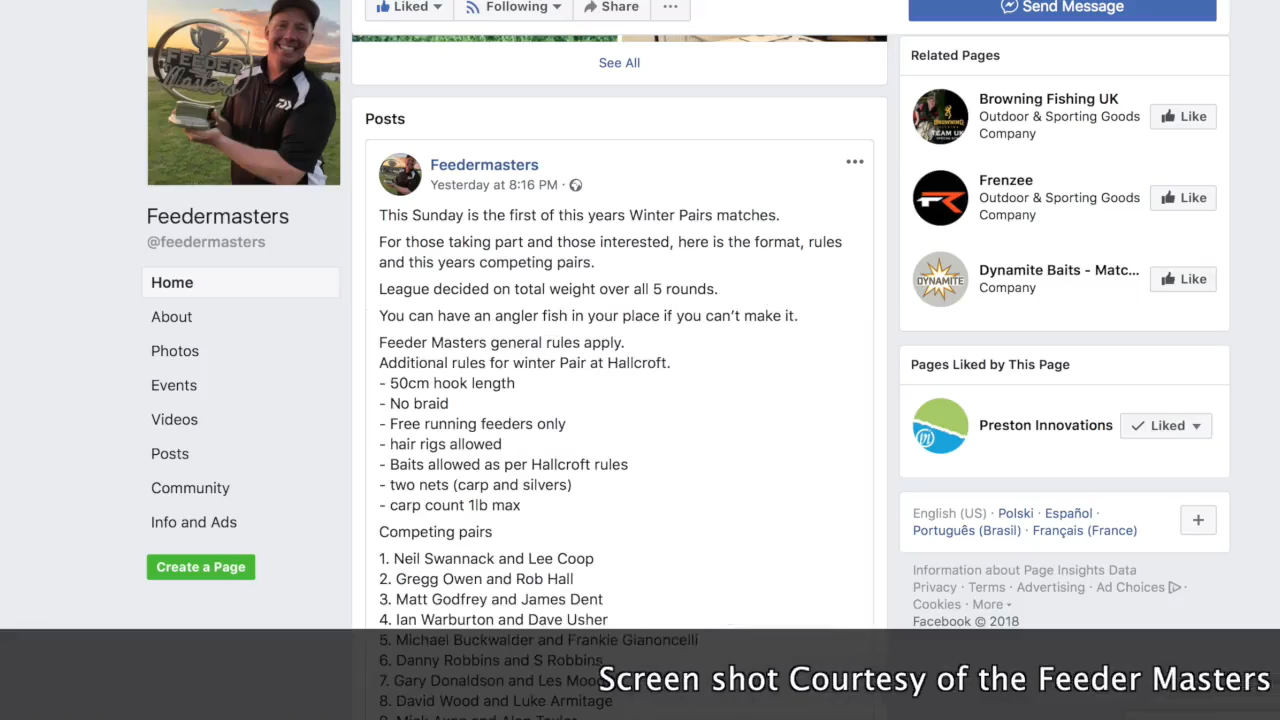 Liked
Following
Share
Send Message
See All
FEEDER
Masters
Feedermasters
@feedermasters
Home
About
Photos
Events
Videos
Posts
Community
Info and Ads
Create a Page
Posts
Feedermasters
Yesterday at 8:16 PM ·
This Sunday is the first of this years Winter Pairs matches.
For those taking part and those interested, here is the format, rules
and this years competing pairs.
League decided on total weight over all 5 rounds.
You can have an angler fish in your place if you can’t make it.
Feeder Masters general rules apply.
Additional rules for winter Pair at Hallcroft.
- 50cm hook length
- No braid
- Free running feeders only
- hair rigs allowed
- Baits allowed as per Hallcroft rules
- two nets (carp and silvers)
- carp count 1lb max
Competing pairs
1. Neil Swannack and Lee Coop
2. Gregg Owen and Rob Hall
3. Matt Godfrey and James Dent
4. Ian Warburton and Dave Usher
5. Michael Buckwalder and Frankie Gianoncelli
6. Danny Robbins and S Robbins
7. Gary Donaldson and Les
8. David Wood and Luke Armitage
Related Pages
BROWNING
TEAM UK
Browning Fishing UK
Outdoor & Sporting Goods
Company
Like
Frenzee
Outdoor & Sporting Goods
Company
Like
DYNAMITE
Dynamite Baits - Matc...
Company
Like
Pages Liked by This Page
Preston Innovations
Liked
English (US) · Polski · Español ·
Português (Brasil) · Français (France)
Information about Page Insights Data
Privacy · Terms · Advertising · Ad Choices ·
Cookies · More
Facebook © 2018
Screen shot Courtesy of the Feeder Masters